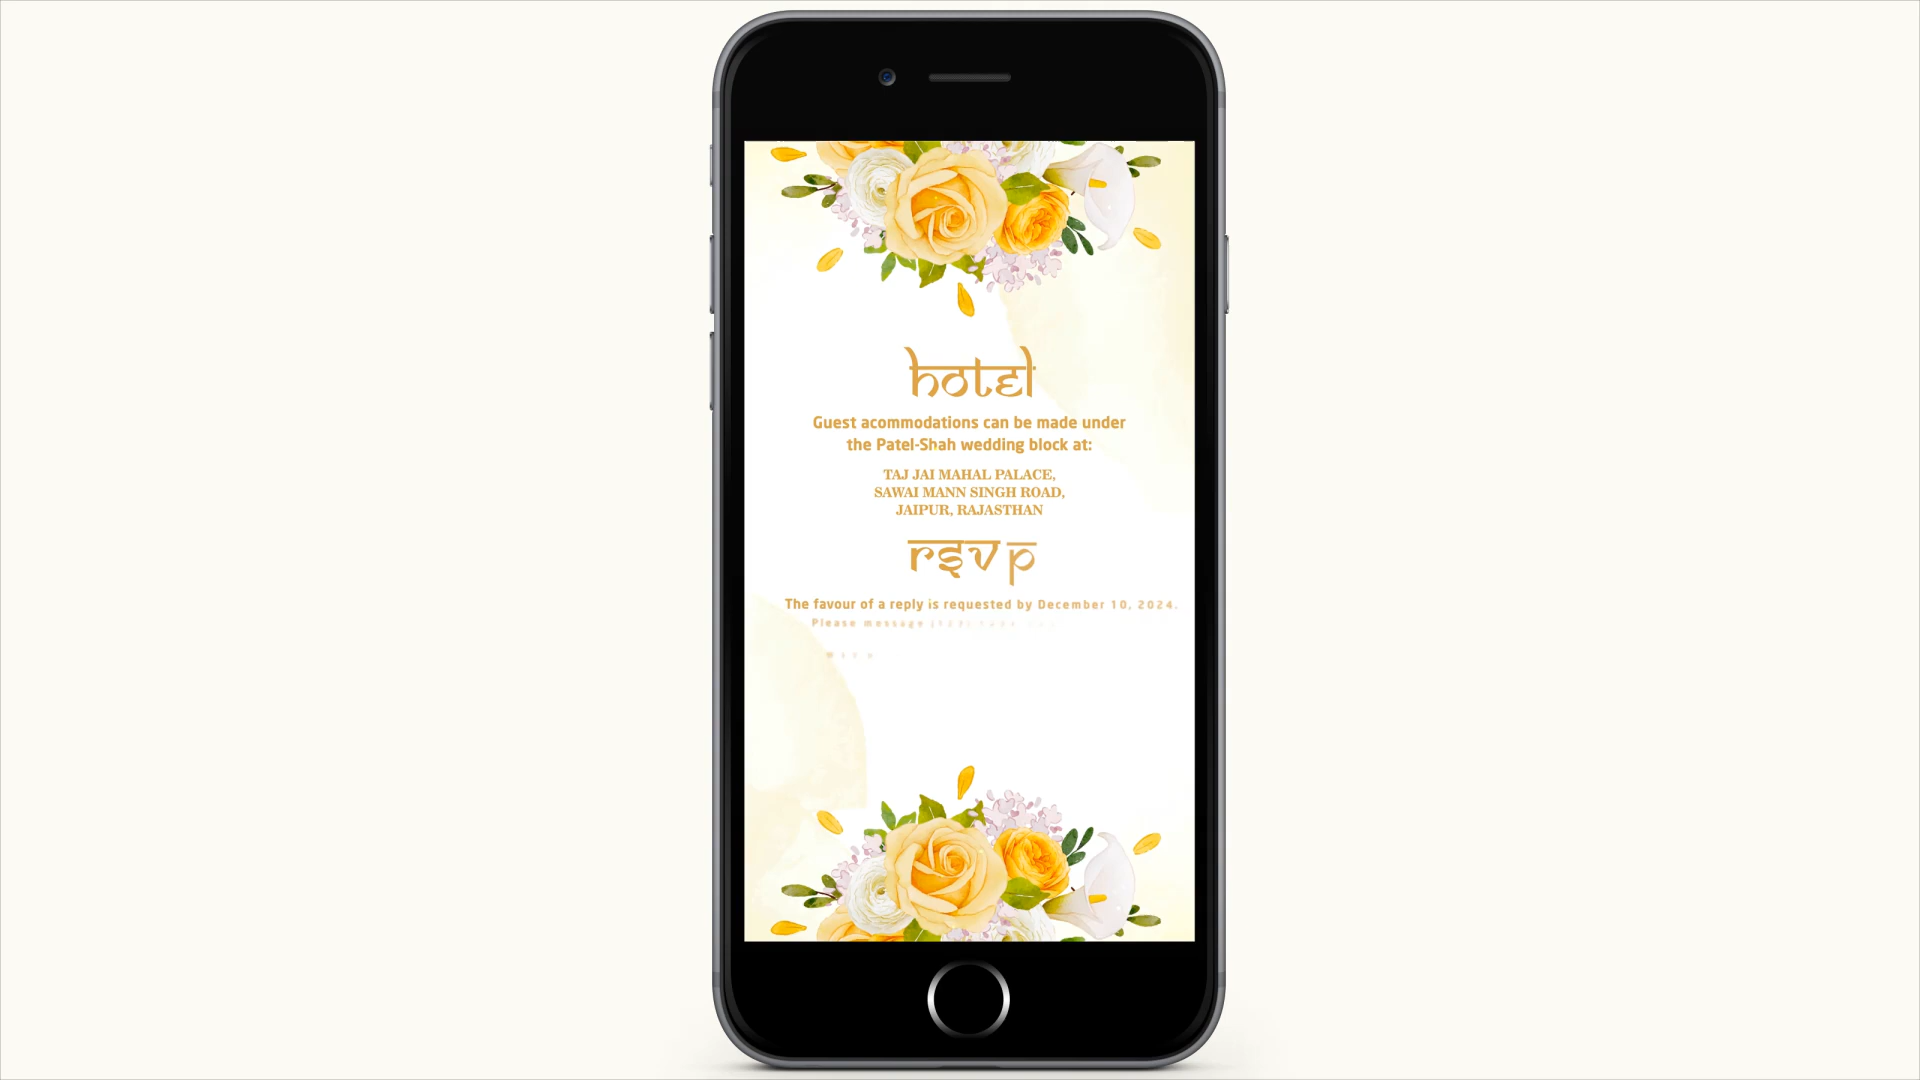 hotel
Guest acommodations can be made under
the Patel-Shah wedding block at:
TAJ JAI MAHAL PALACE,
SAWAI MANN SINGH ROAD,
JAIPUR, RAJASTHAN
rsvp
The favour of a reply is requested by December 10, 2024.
Please message